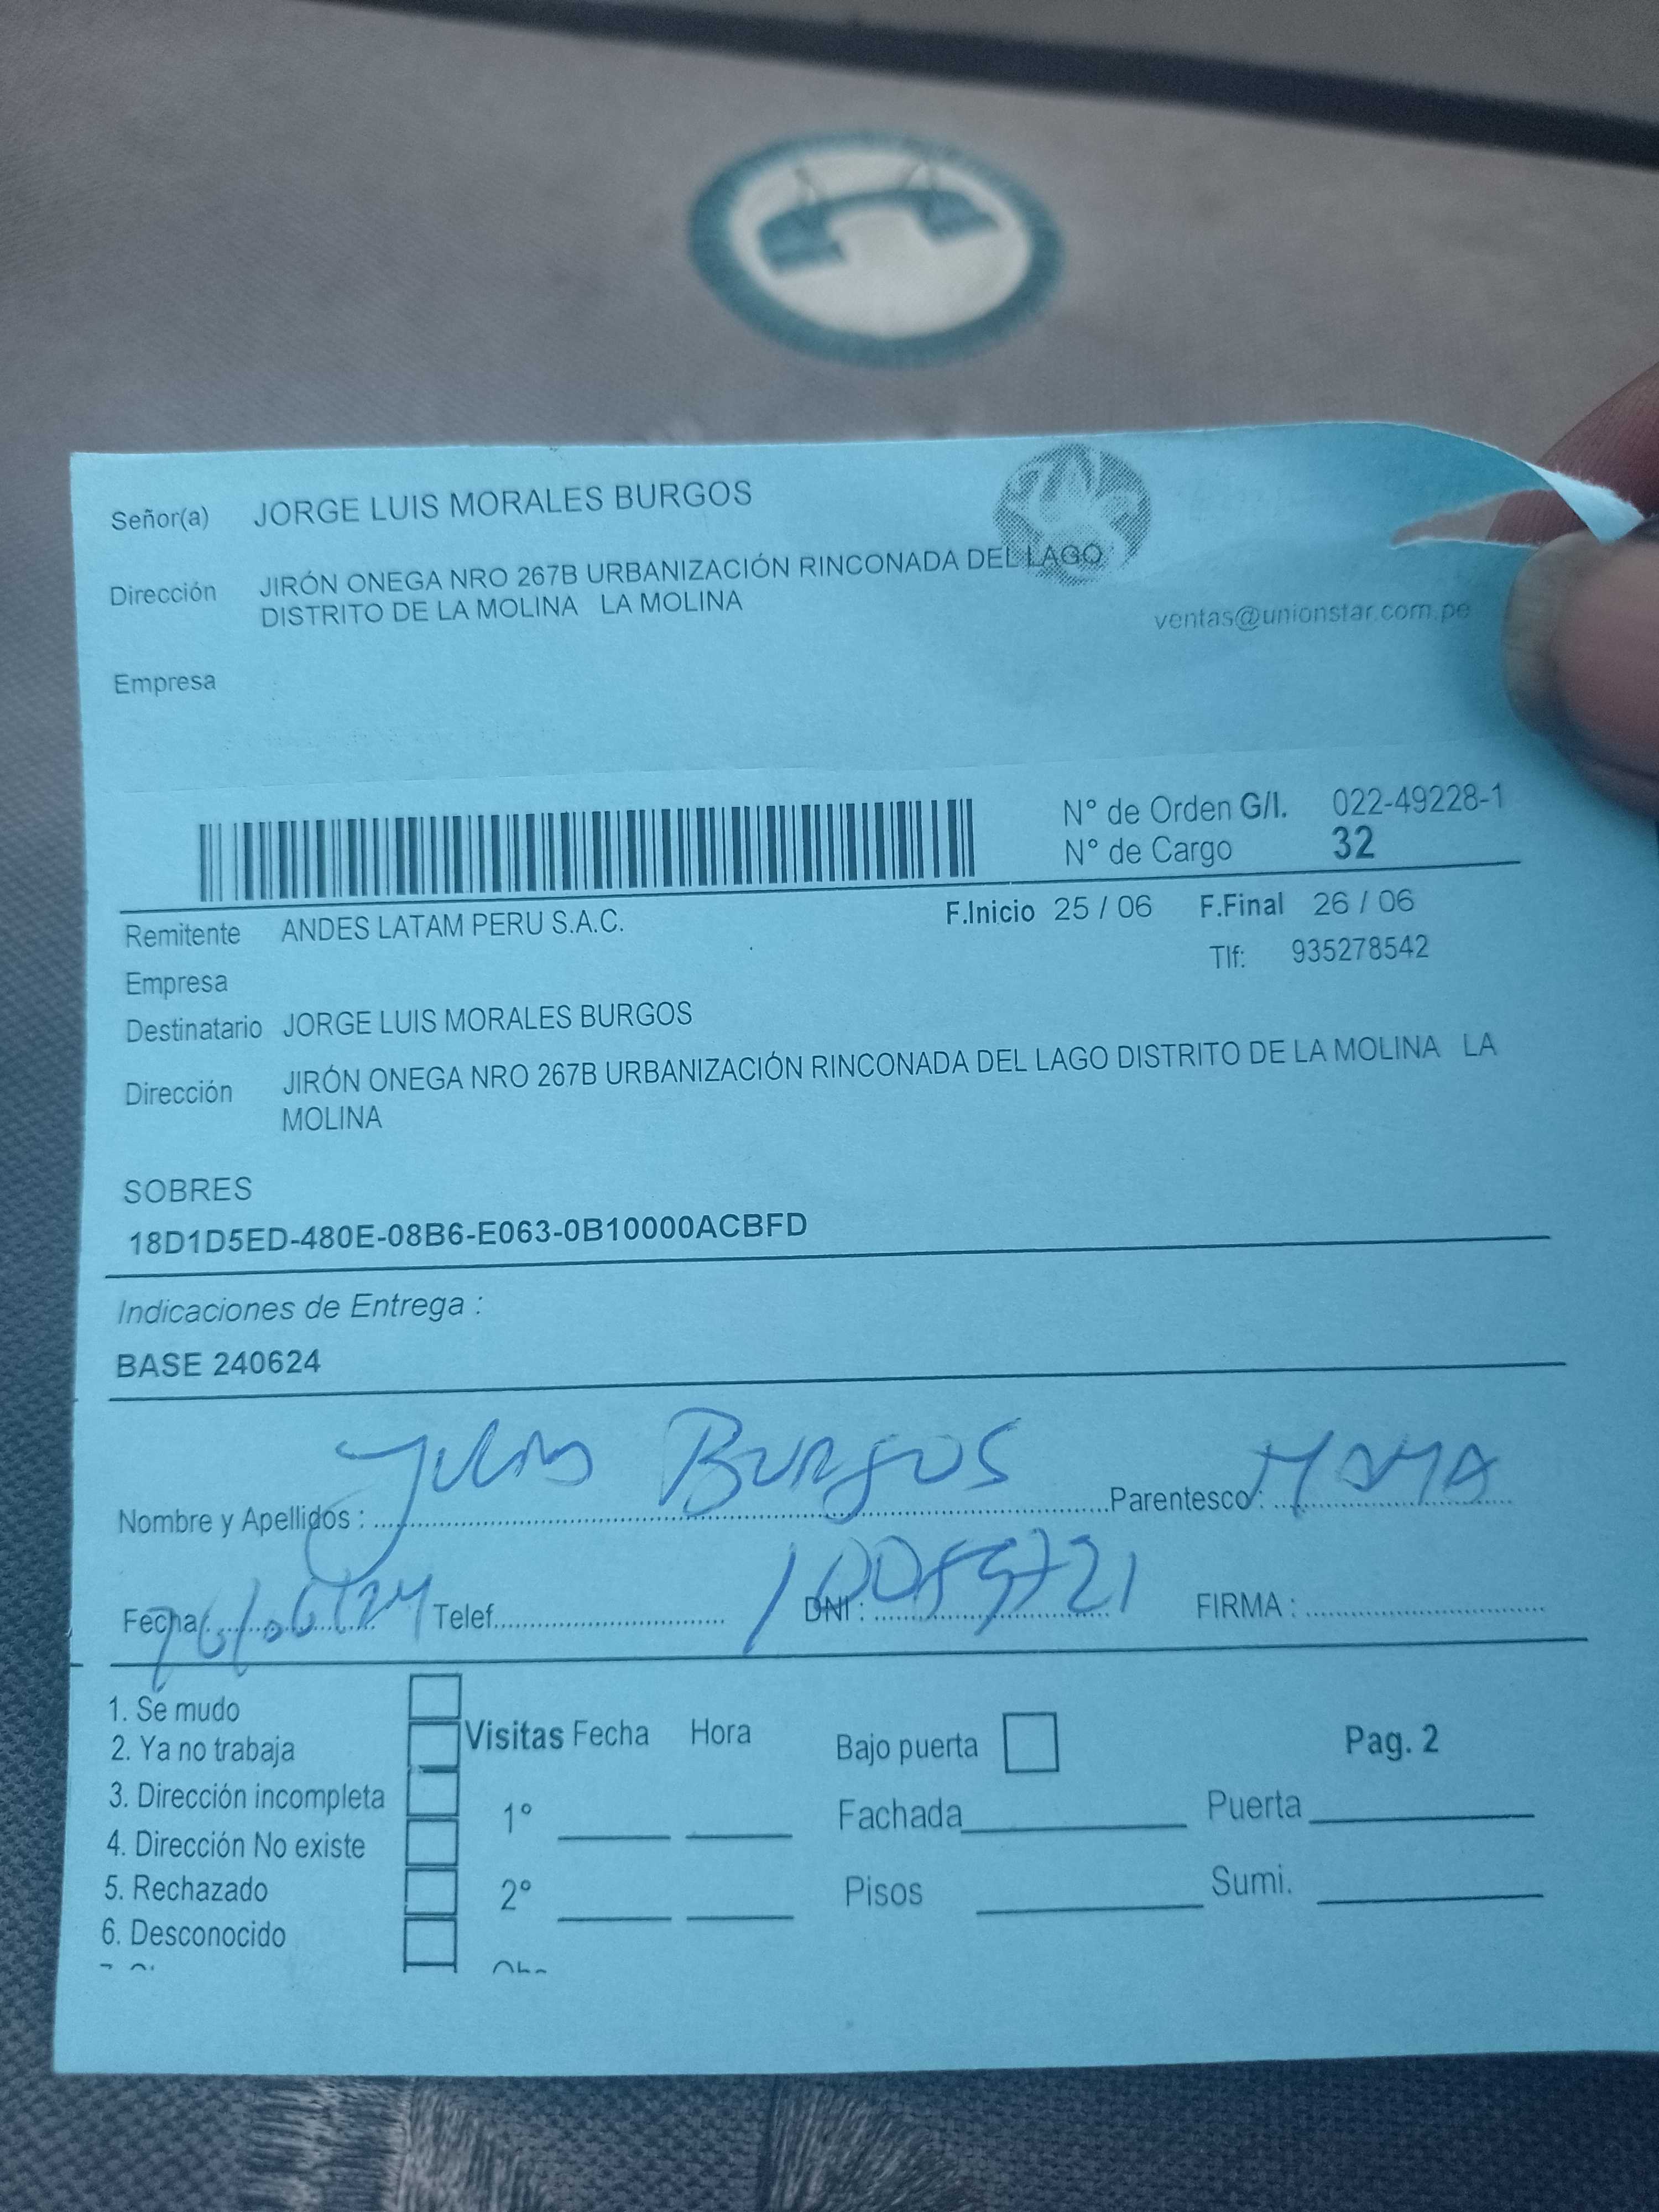 Señor(a) JORGE LUIS MORALES BURGOS
Dirección JIRÓN ONEGA NRO 267B URBANIZACIÓN RINCONADA DEL LAGO
DISTRITO DE LA MOLINA LA MOLINA
ventas@unionstar.com.pe
Empresa
N° de Orden G/I. 022-49228-1
N° de Cargo 32
Remitente ANDES LATAM PERU S.A.C. F.Inicio 25 / 06 F.Final 26 / 06
Empresa Tlf: 935278542
Destinatario JORGE LUIS MORALES BURGOS
Dirección JIRÓN ONEGA NRO 267B URBANIZACIÓN RINCONADA DEL LAGO DISTRITO DE LA MOLINA LA
MOLINA
SOBRES
18D1D5ED-480E-08B6-E063-0B10000ACBFD
Indicaciones de Entrega :
BASE 240624
Nombre y Apellidos : Burgos Parentesco : MAMA
Fecha 26/06/24 Telef. DNI : FIRMA :
1. Se mudo
2. Ya no trabaja Visitas Fecha Hora Bajo puerta Pag. 2
3. Dirección incompleta 1° Fachada Puerta
4. Dirección No existe
5. Rechazado 2° Pisos Sumi.
6. Desconocido